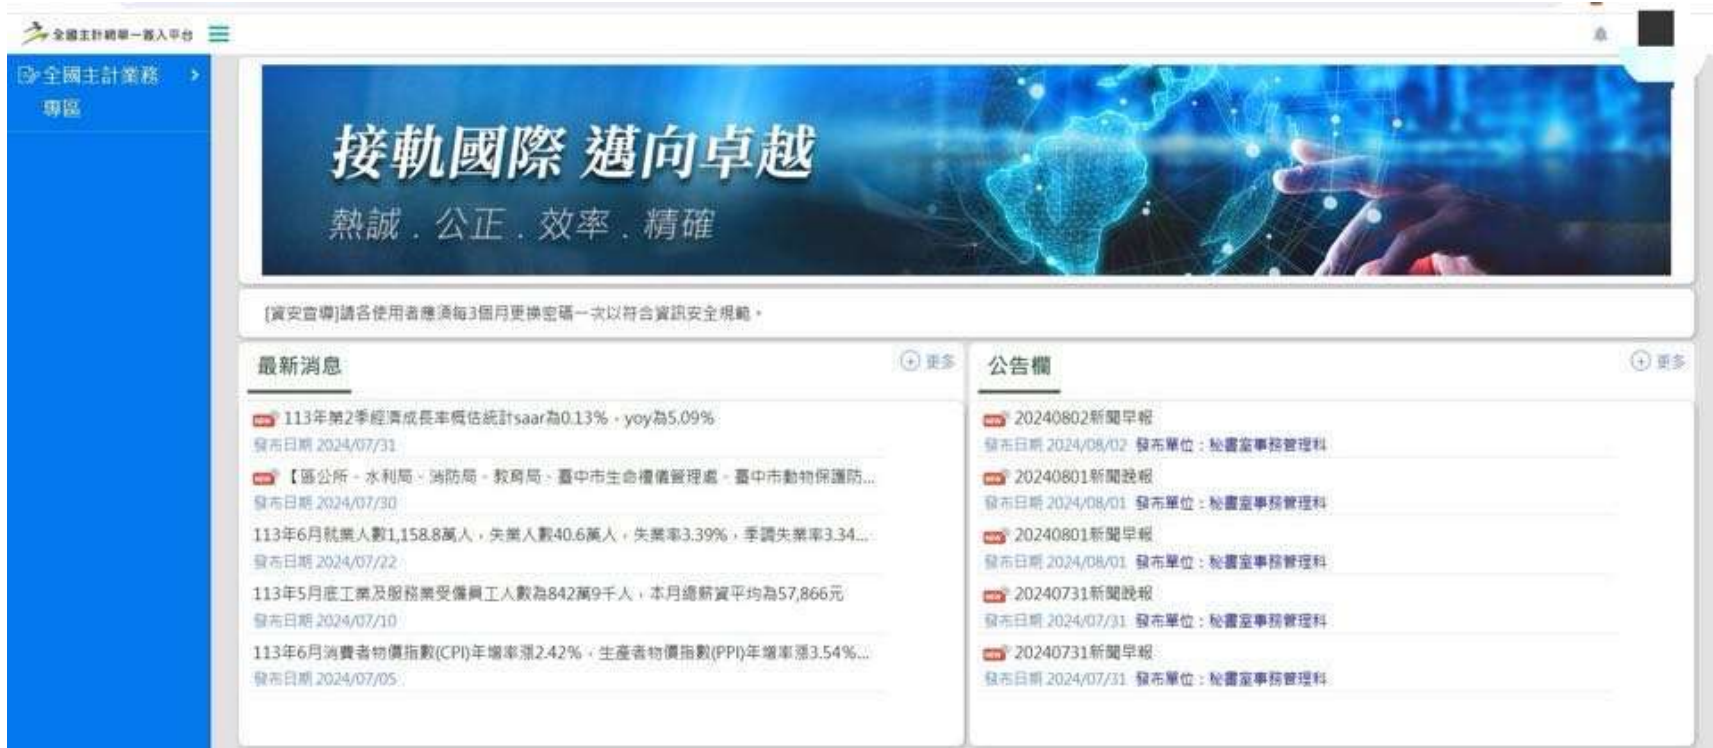 全國主計網單一簽入平台
全國主計業務
專區
接軌國際 邁向卓越
熱誠．公正．效率．精確
[資安宣導]請各使用者應須每3個月更換密碼一次以符合資訊安全規範。
最新消息
更多
NEW 113年第2季經濟成長率概估統計saar為0.13%，yoy為5.09%
發布日期 2024/07/31
NEW 【區公所、水利局、消防局、教育局、臺中市生命禮儀管理處、臺中市動物保護防...
發布日期 2024/07/30
113年6月就業人數1,158.8萬人，失業人數40.6萬人，失業率3.39%，季調失業率3.34...
發布日期 2024/07/22
113年5月底工業及服務業受僱員工人數為842萬9千人，本月總薪資平均為57,866元
發布日期 2024/07/10
113年6月消費者物價指數(CPI)年增率漲2.42%，生產者物價指數(PPI)年增率漲3.54%...
發布日期 2024/07/05
公告欄
更多
NEW 20240802新聞早報
發布日期 2024/08/02 發布單位：秘書室事務管理科
NEW 20240801新聞晚報
發布日期 2024/08/01 發布單位：秘書室事務管理科
NEW 20240801新聞早報
發布日期 2024/08/01 發布單位：秘書室事務管理科
NEW 20240731新聞晚報
發布日期 2024/07/31 發布單位：秘書室事務管理科
NEW 20240731新聞早報
發布日期 2024/07/31 發布單位：秘書室事務管理科